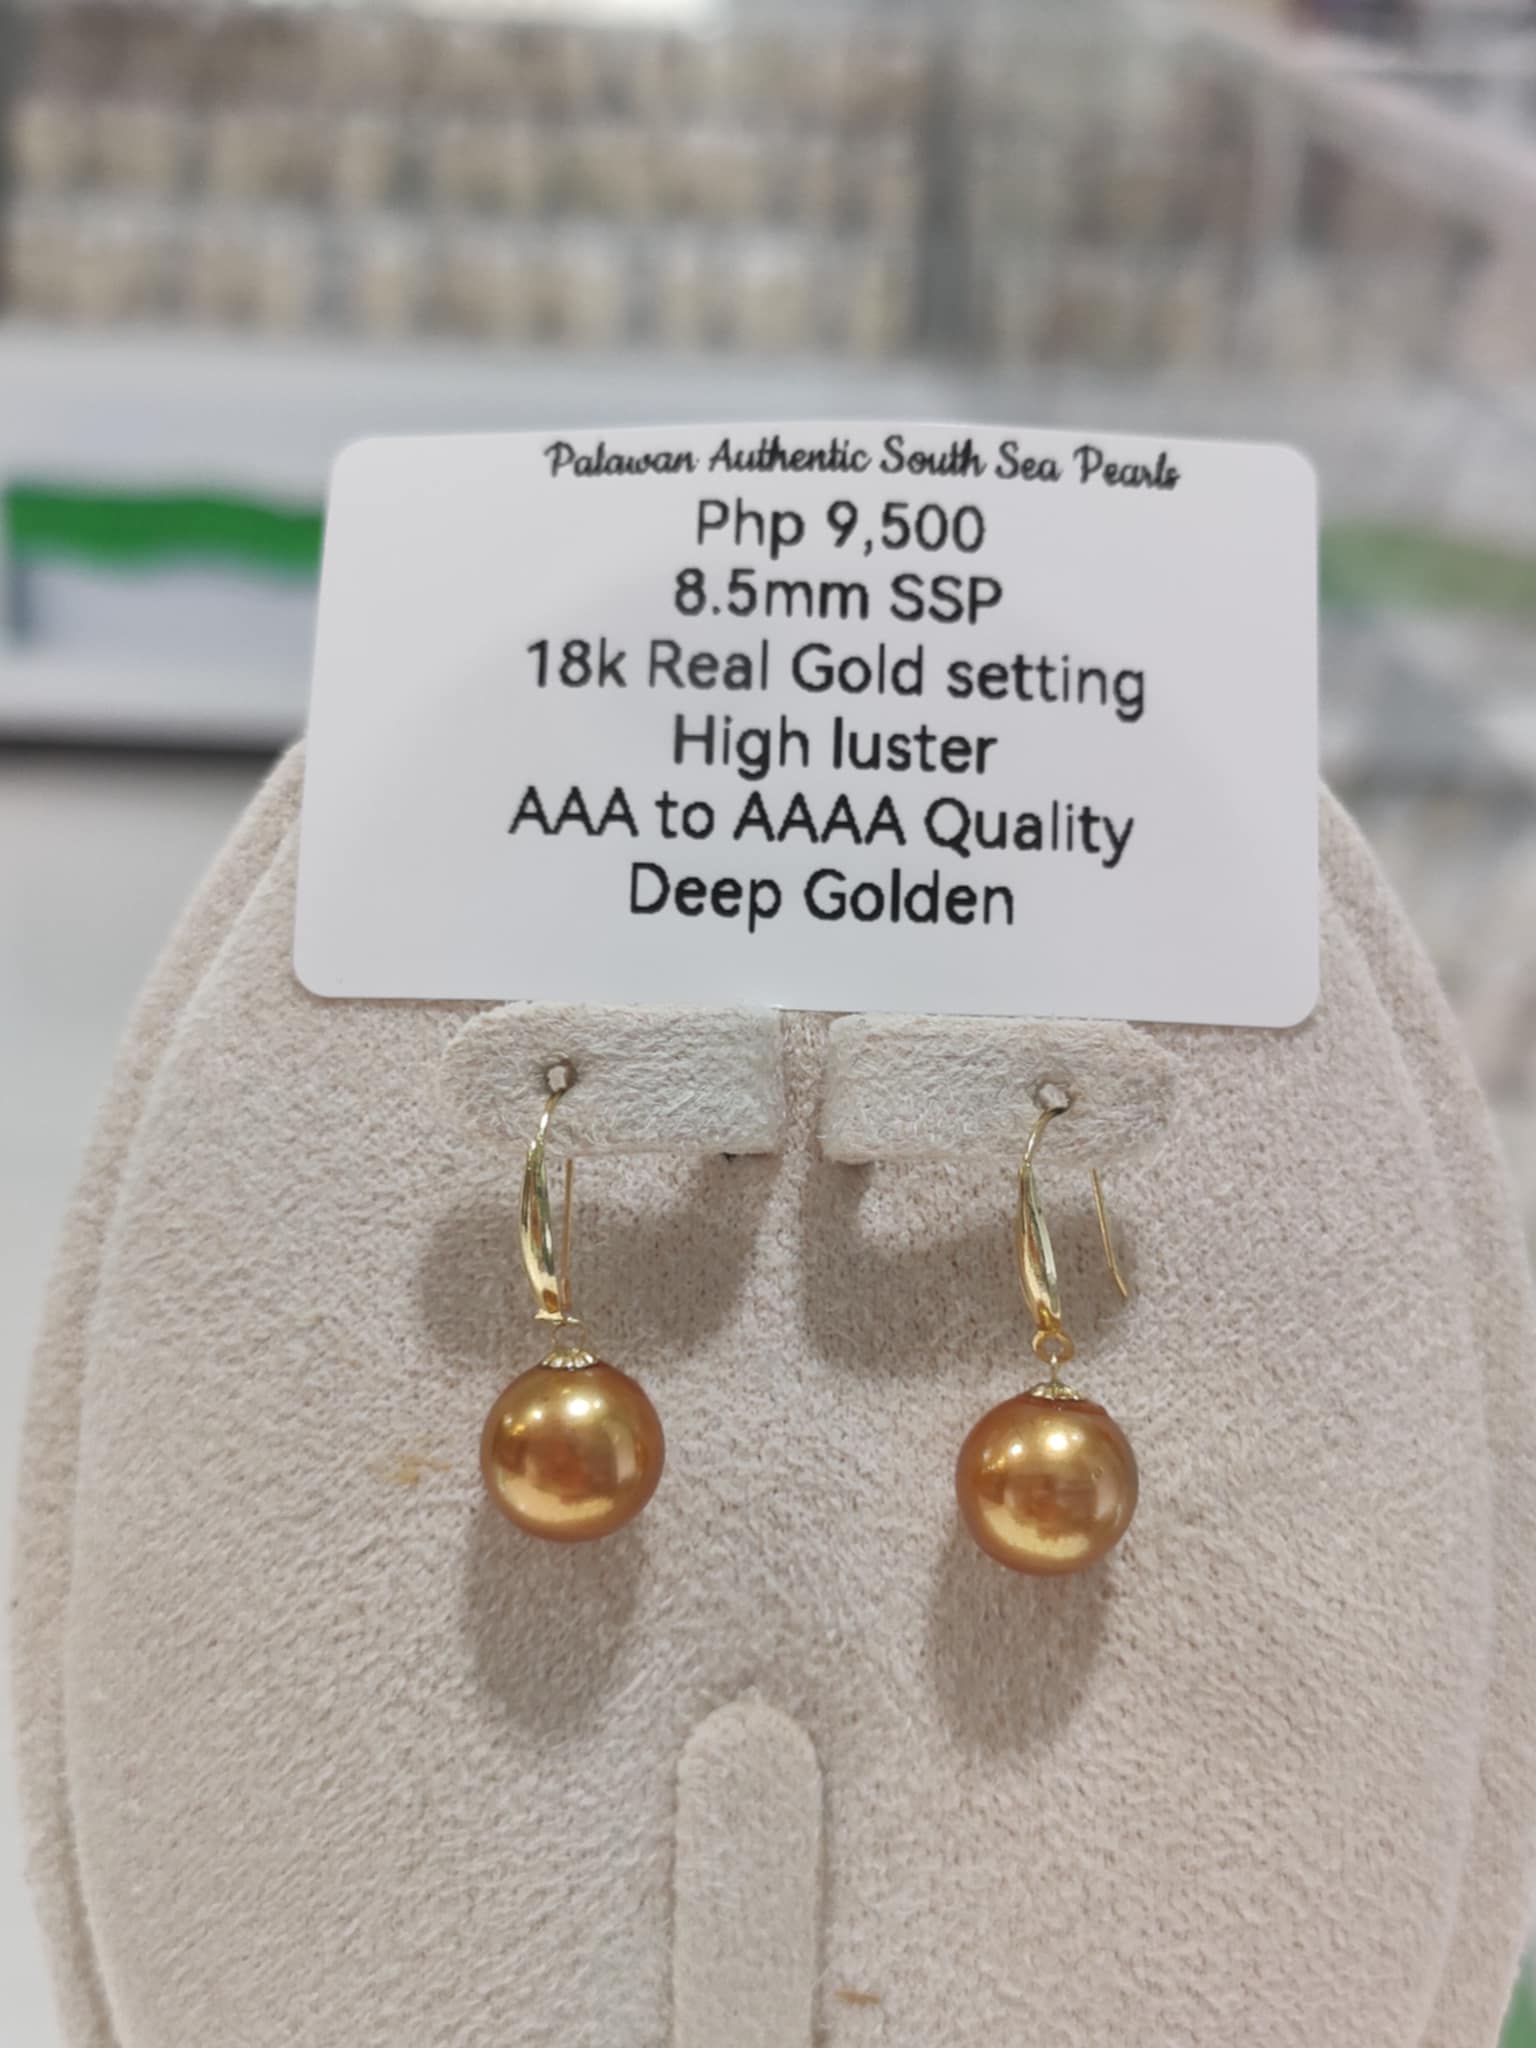 Palawan Authentic South Sea Pearls
Php 9,500
8.5mm SSP
18k Real Gold setting
High luster
AAA to AAAA Quality
Deep Golden